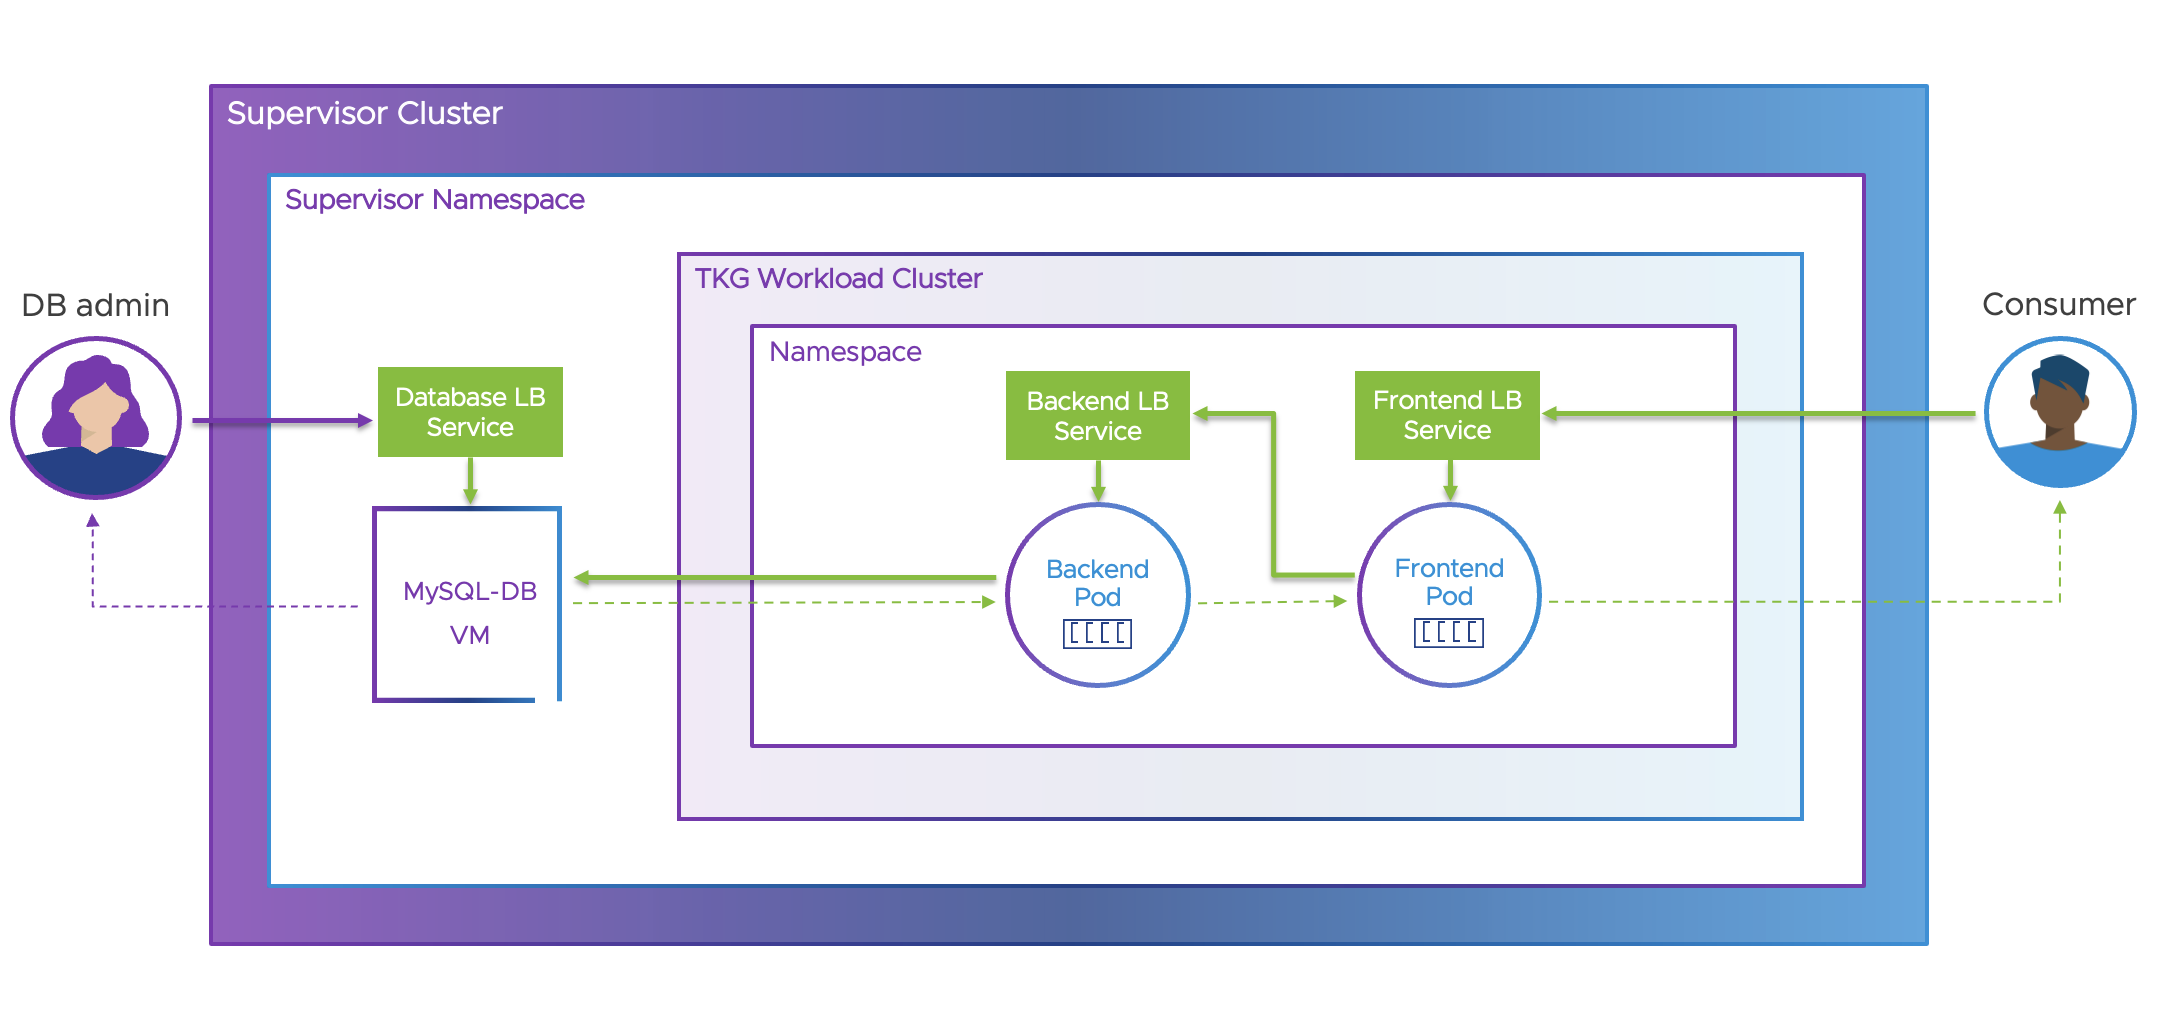 Supervisor Cluster
Supervisor Namespace
TKG Workload Cluster
DB admin
Consumer
Namespace
Database LB
Service
Backend LB
Service
Frontend LB
Service
MySQL-DB
VM
Backend
Pod
Frontend
Pod